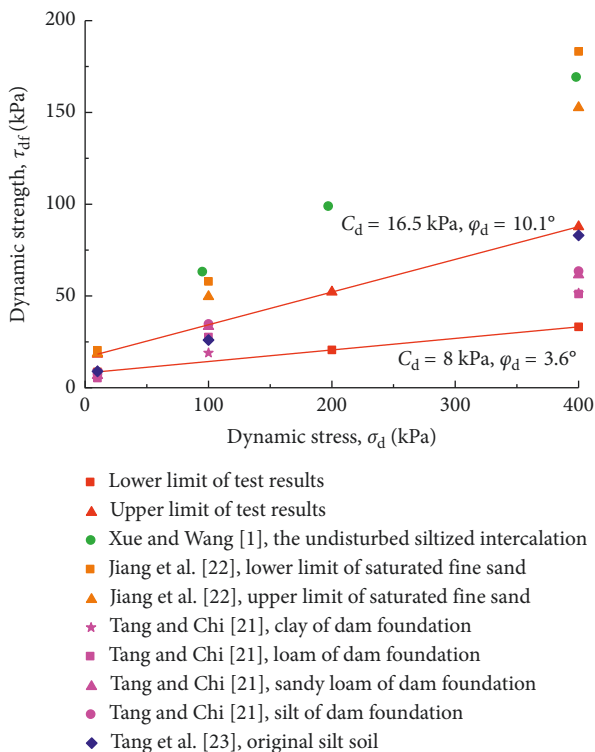 200
150
100
50
0
Dynamic strength, τdf (kPa)
Cd = 16.5 kPa, φd = 10.1°
Cd = 8 kPa, φd = 3.6°
0 100 200 300 400
Dynamic stress, σd (kPa)
Lower limit of test results
Upper limit of test results
Xue and Wang [1], the undisturbed siltized intercalation
Jiang et al. [22], lower limit of saturated fine sand
Jiang et al. [22], upper limit of saturated fine sand
Tang and Chi [21], clay of dam foundation
Tang and Chi [21], loam of dam foundation
Tang and Chi [21], sandy loam of dam foundation
Tang and Chi [21], silt of dam foundation
Tang et al. [23], original silt soil